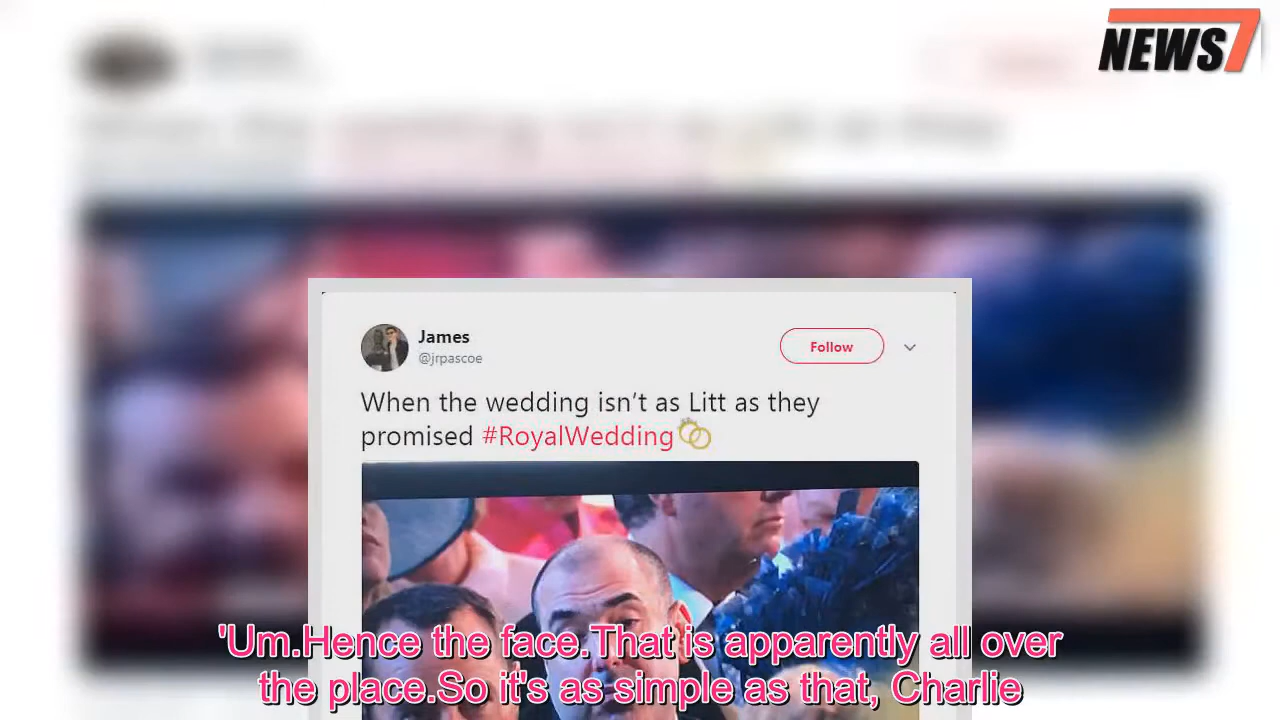 NEWS7
James
@jrpascoe
Follow
When the wedding isn't as Litt as they
promised #RoyalWedding
'Um.Hence the face.That is apparently all over
the place.So it's as simple as that, Charlie